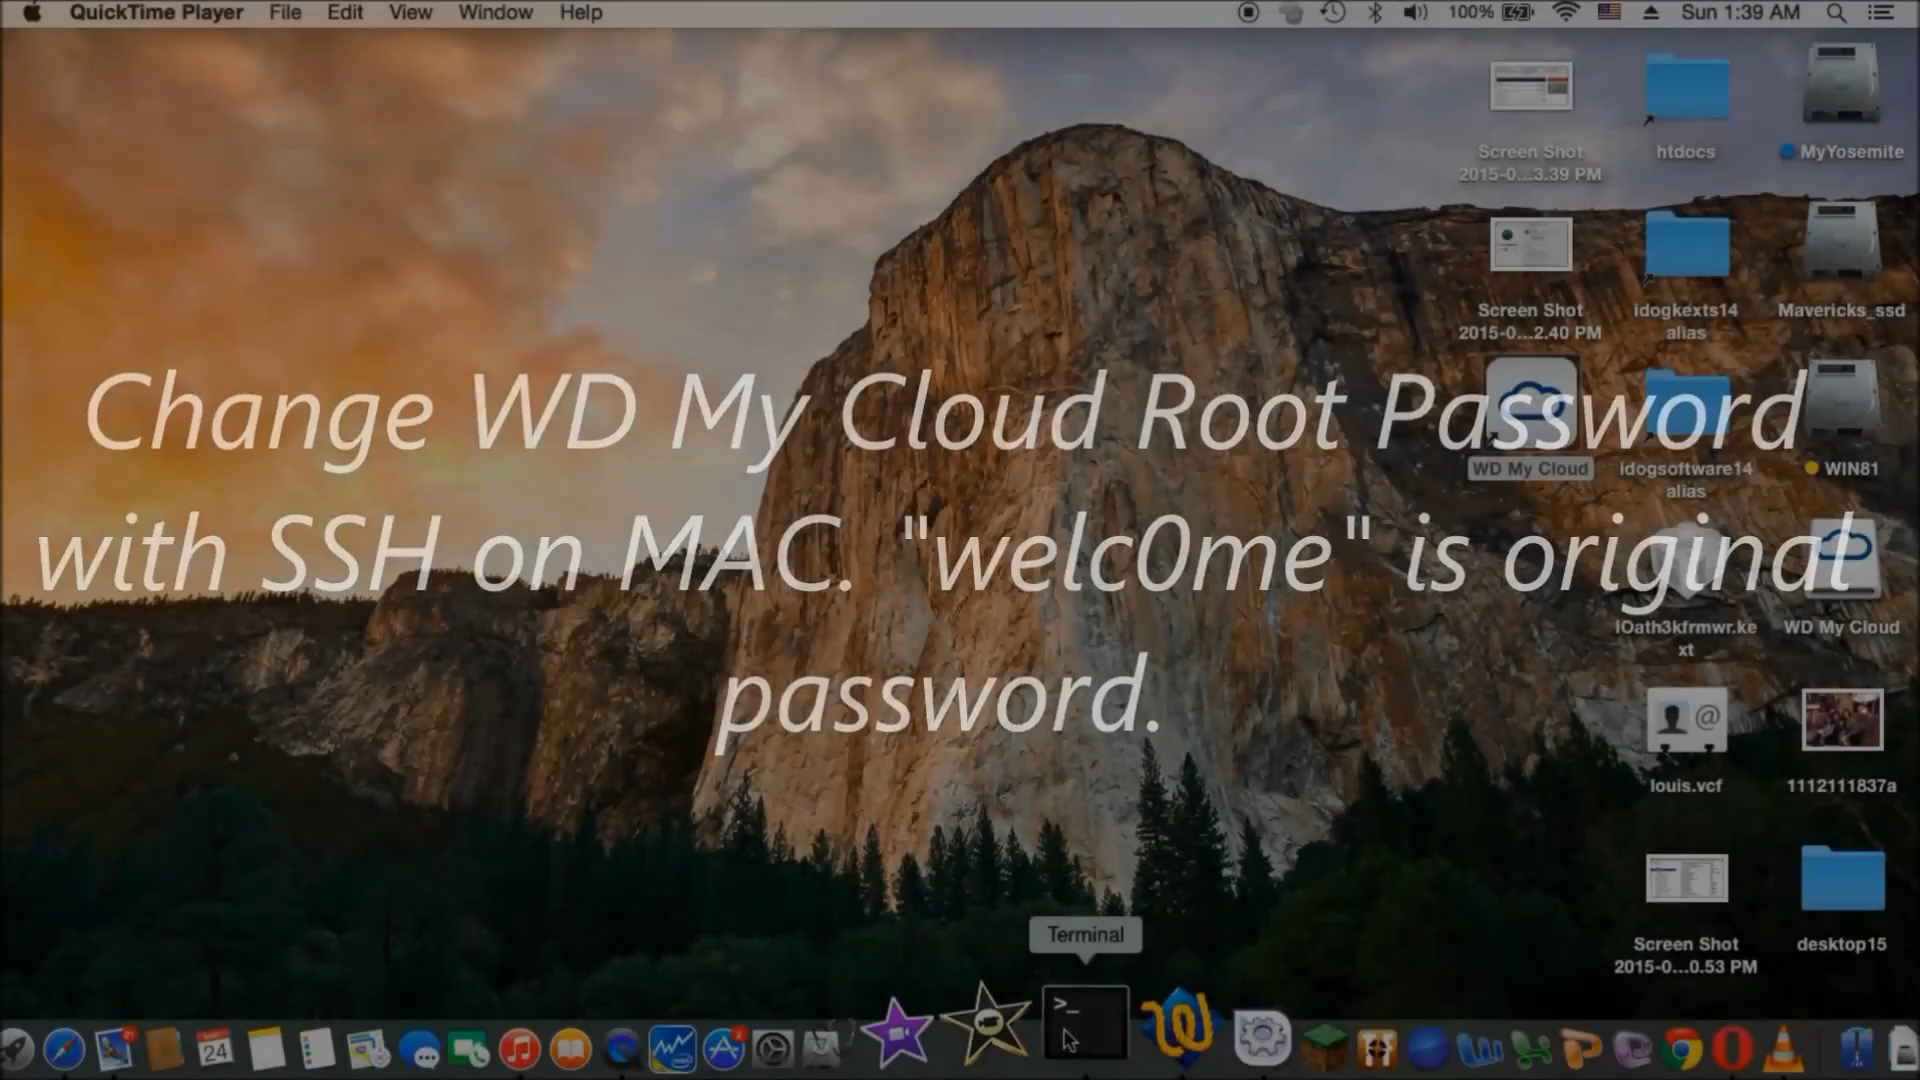 QuickTime Player File Edit View Window Help 100% Sun 1:39 AM
Screen Shot
2015-0...3.39 PM
htdocs
MyYosemite
Screen Shot
2015-0...2.40 PM
idogkexts14
alias
Mavericks_ssd
Change WD My Cloud Root Password
with SSH on MAC. "welc0me" is original
password.
WD My Cloud
idogsoftware14
alias
WIN81
IOath3kfrmwr.ke
xt
WD My Cloud
louis.vcf
1112111837a
Screen Shot
2015-0...0.53 PM
desktop15
Terminal
24